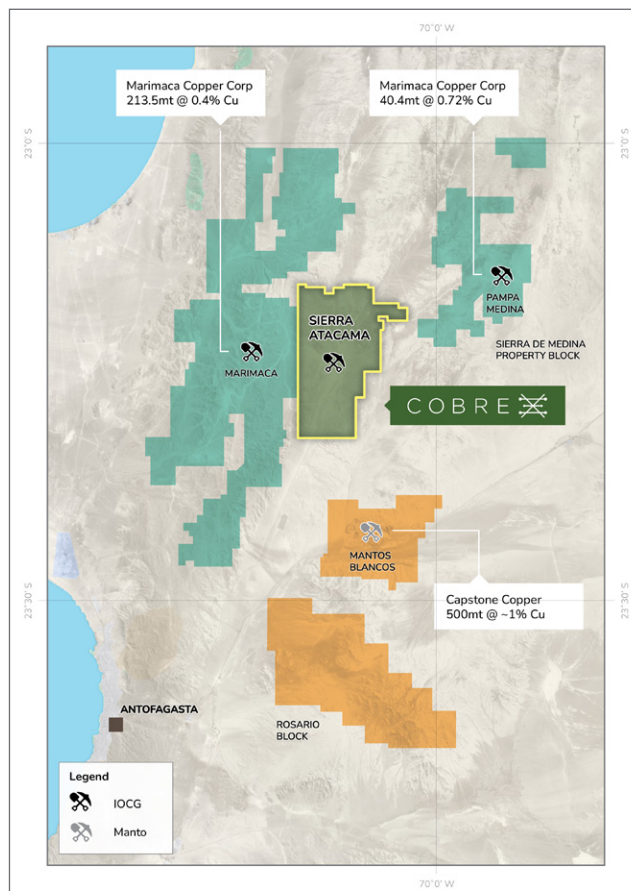 70°0' W
Marimaca Copper Corp
213.5mt @ 0.4% Cu
Marimaca Copper Corp
40.4mt @ 0.72% Cu
23°0' S
23°0' S
PAMPA
MEDINA
SIERRA
ATACAMA
SIERRA DE MEDINA
PROPERTY BLOCK
MARIMACA
COBRE
MANTOS
BLANCOS
Capstone Copper
500mt @ ~1% Cu
23°30' S
23°30' S
ANTOFAGASTA
ROSARIO
BLOCK
Legend
IOCG
Manto
70°0' W